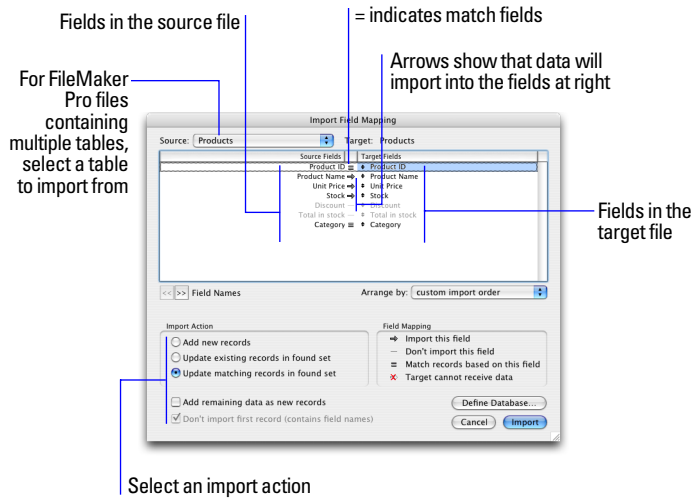 Fields in the source file
= indicates match fields
Arrows show that data will
import into the fields at right
For FileMaker
Pro files
containing
multiple tables,
select a table
to import from
Import Field Mapping
Source: Products Target: Products
Source Fields Target Fields
Product ID = Product ID
Product Name Product Name
Unit Price Unit Price
Stock Stock
Discount Discount
Total in stock Total in stock
Category = Category
Fields in the
target file
<< >> Field Names Arrange by: custom import order
Import Action
Add new records
Update existing records in found set
Update matching records in found set
Add remaining data as new records
Don't import first record (contains field names)
Field Mapping
Import this field
Don't import this field
= Match records based on this field
Target cannot receive data
Define Database...
Cancel Import
Select an import action